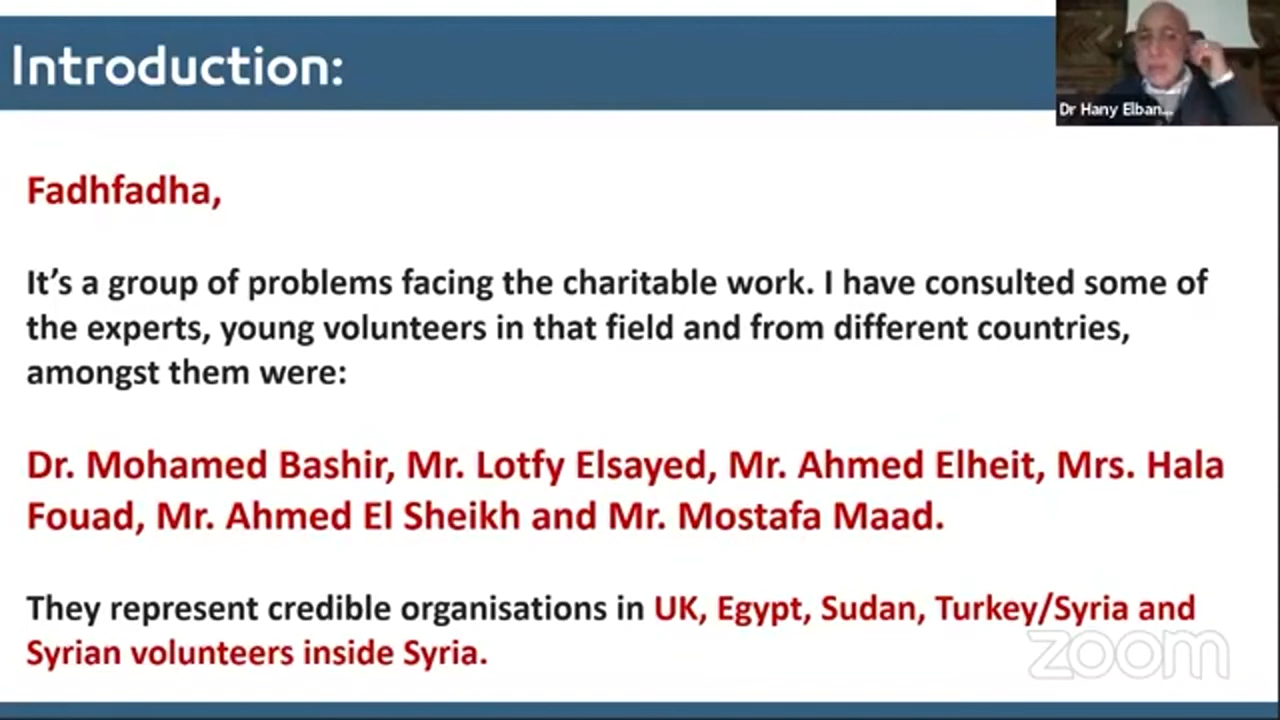 Introduction:
Dr Hany Elban...
Fadhfadha,
It's a group of problems facing the charitable work. I have consulted some of
the experts, young volunteers in that field and from different countries,
amongst them were:
Dr. Mohamed Bashir, Mr. Lotfy Elsayed, Mr. Ahmed Elheit, Mrs. Hala
Fouad, Mr. Ahmed El Sheikh and Mr. Mostafa Maad.
They represent credible organisations in UK, Egypt, Sudan, Turkey/Syria and
Syrian volunteers inside Syria.
zoom